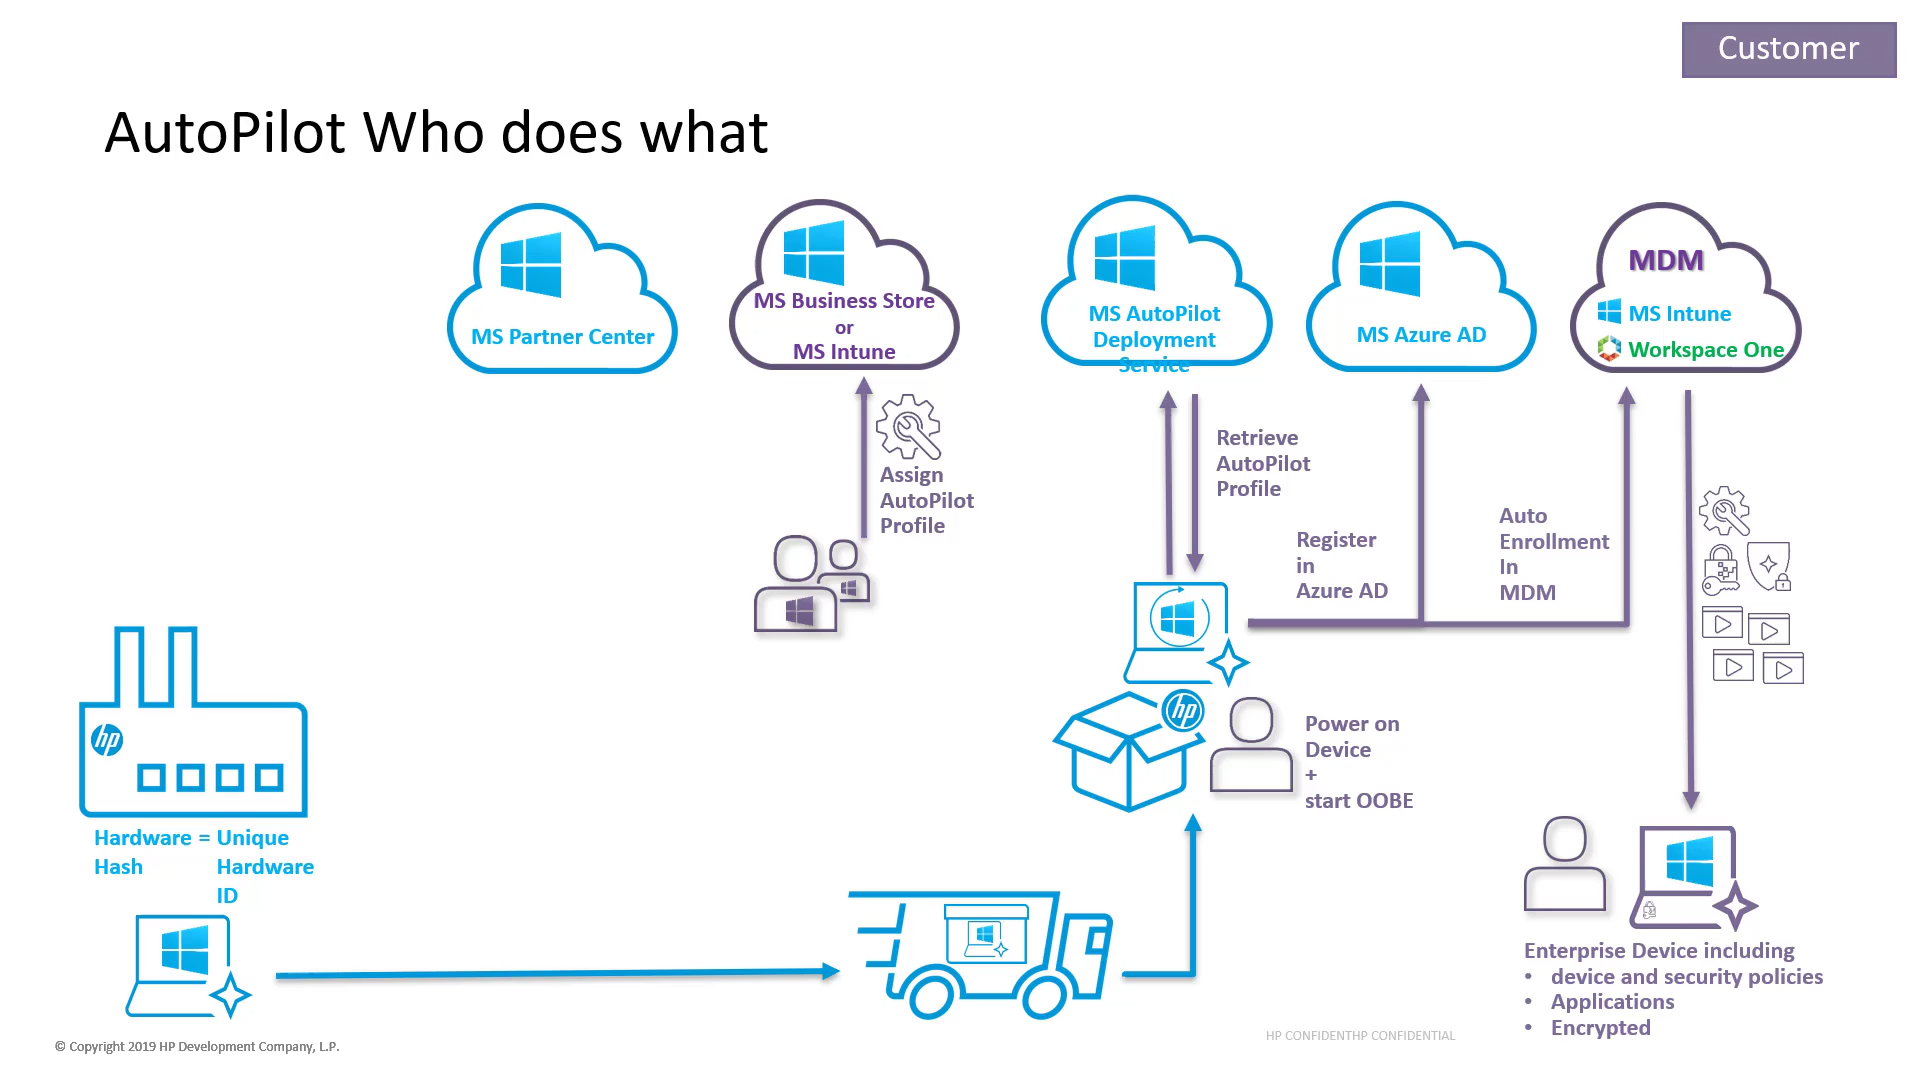 Customer
AutoPilot Who does what
MS Partner Center
MS Business Store
or
MS Intune
MS AutoPilot
Deployment
Service
MS Azure AD
MDM
MS Intune
Workspace One
Assign
AutoPilot
Profile
Retrieve
AutoPilot
Profile
Register
in
Azure AD
Auto
Enrollment
In
MDM
hp
hp
Power on
Device
+
start OOBE
Hardware = Unique
Hash Hardware
ID
Enterprise Device including
• device and security policies
• Applications
• Encrypted
© Copyright 2019 HP Development Company, L.P.
HP CONFIDENTHP CONFIDENTIAL